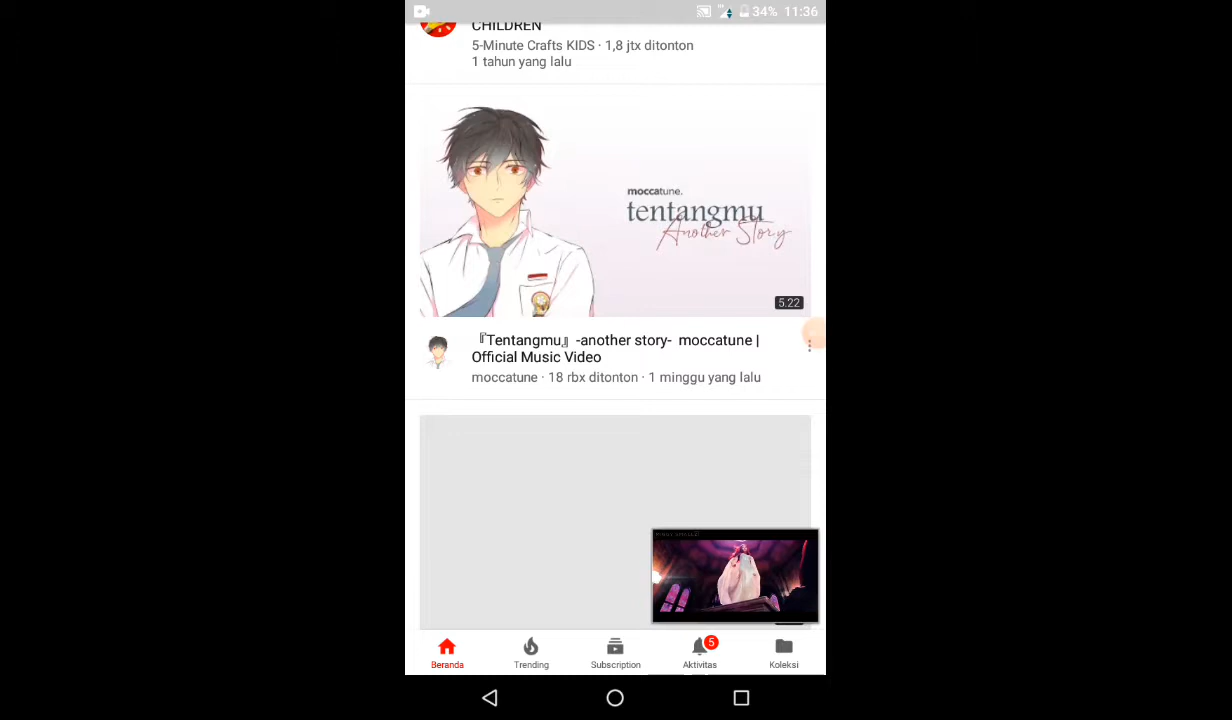 34% 11:36
CHILDREN
5-Minute Crafts KIDS · 1,8 jtx ditonton
1 tahun yang lalu
moccatune.
tentangmu
Another Story
5.22
『Tentangmu』-another story- moccatune |
Official Music Video
moccatune · 18 rbx ditonton · 1 minggu yang lalu
5
Beranda Trending Subscription Aktivitas Koleksi